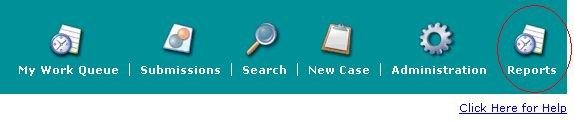 My Work Queue | Submissions | Search | New Case | Administration | Reports
Click Here for Help